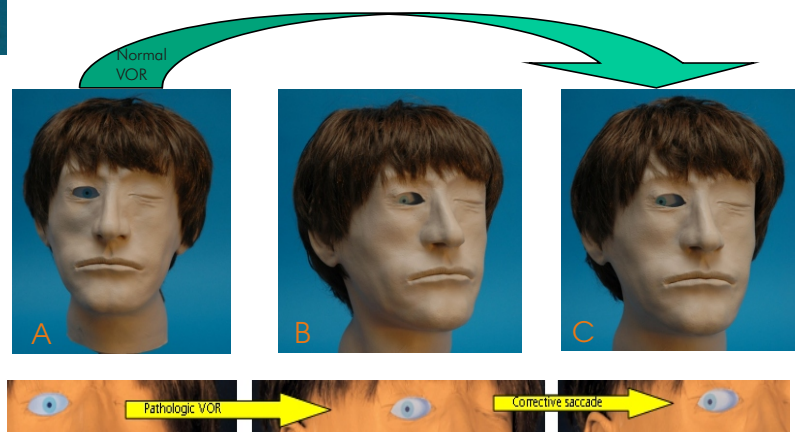 Normal
VOR
A
B
C
Pathologic VOR
Corrective saccade